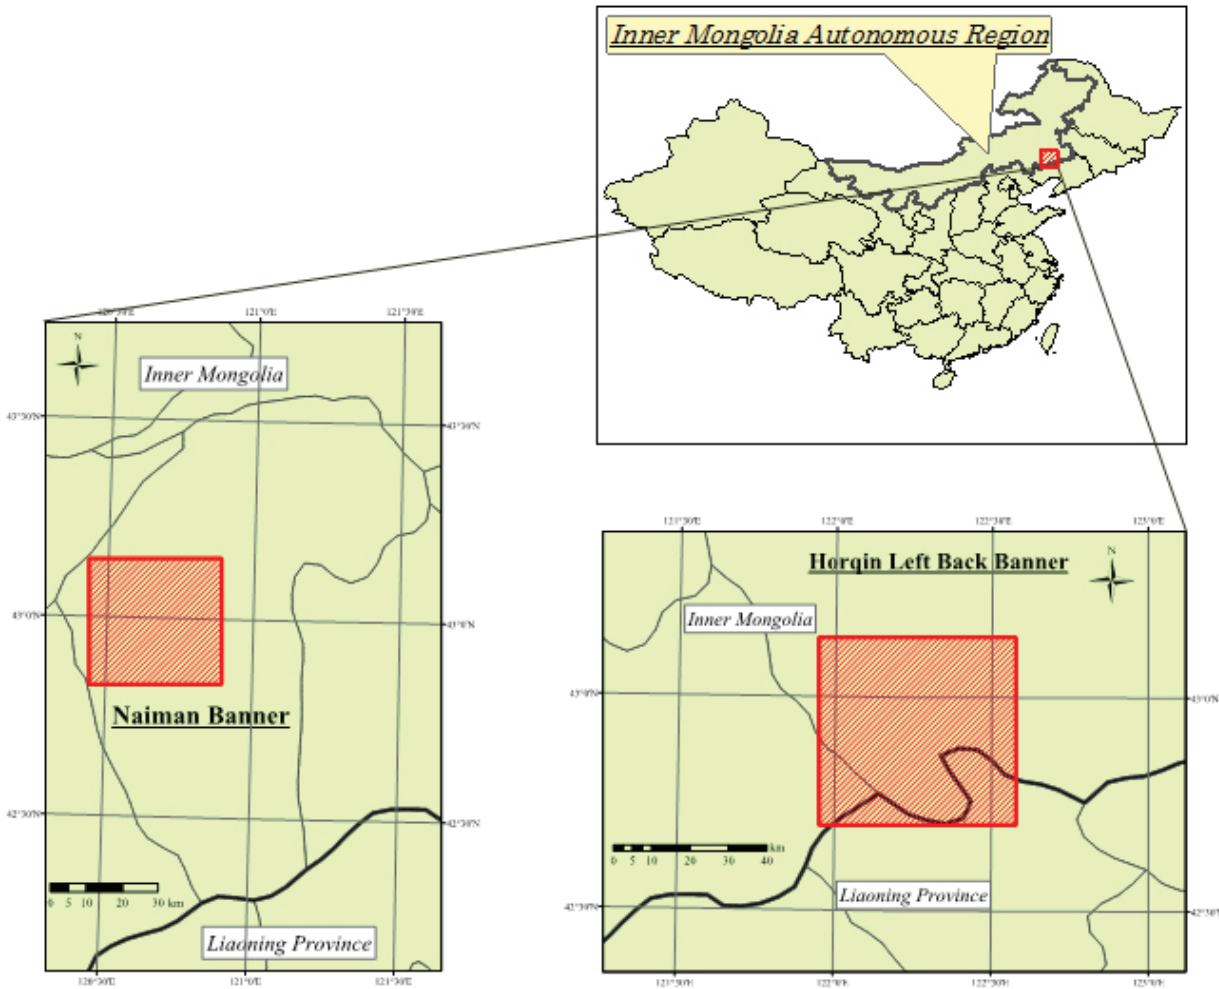 Inner Mongolia Autonomous Region
121°0'E
121°30'E
N
Inner Mongolia
43°30'N
43°30'N
43°0'N
43°0'N
Naiman Banner
42°30'N
42°30'N
0 5 10 20 30 km
Liaoning Province
120°30'E
121°0'E
121°30'E
121°30'E
122°0'E
122°30'E
123°0'E
Horqin Left Back Banner
N
Inner Mongolia
43°0'N
43°0'N
km
0 5 10 20 30 40
Liaoning Province
42°30'N
42°30'N
121°30'E
122°0'E
122°30'E
123°0'E